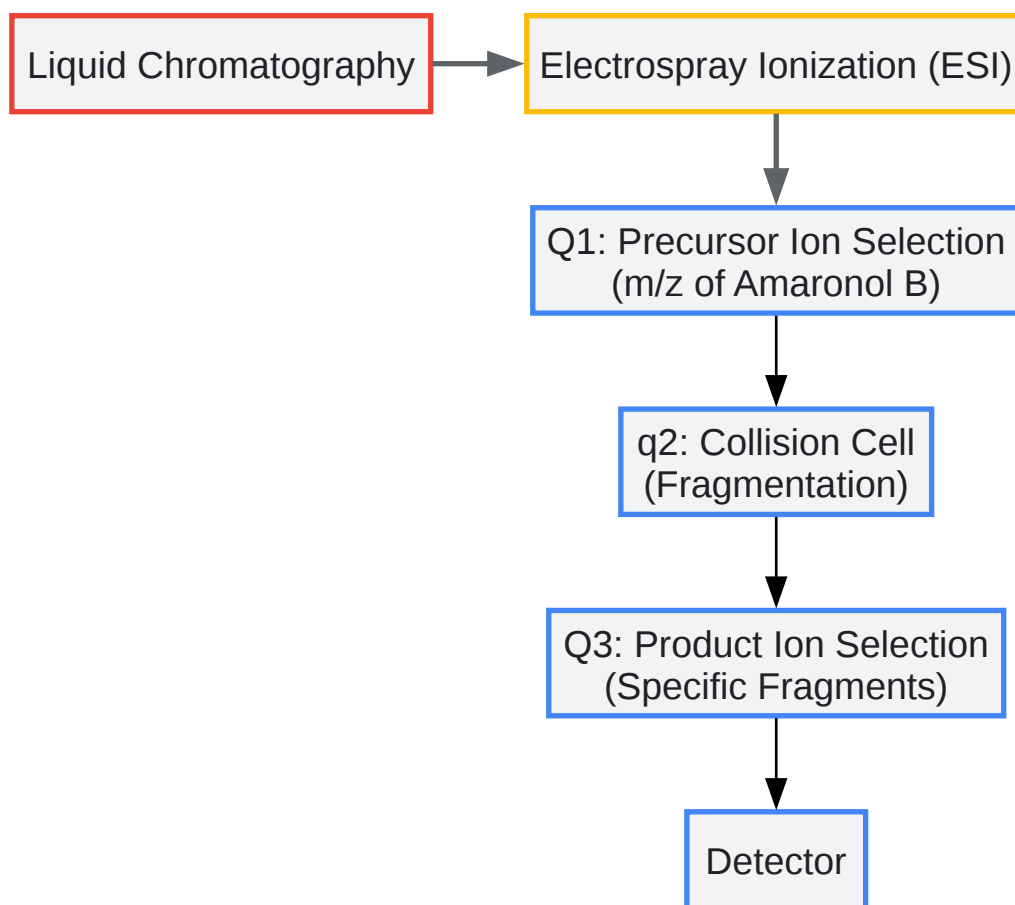 Liquid Chromatography
Electrospray Ionization (ESI)
Q1: Precursor Ion Selection
(m/z of Amaronol B)
q2: Collision Cell
(Fragmentation)
Q3: Product Ion Selection
(Specific Fragments)
Detector